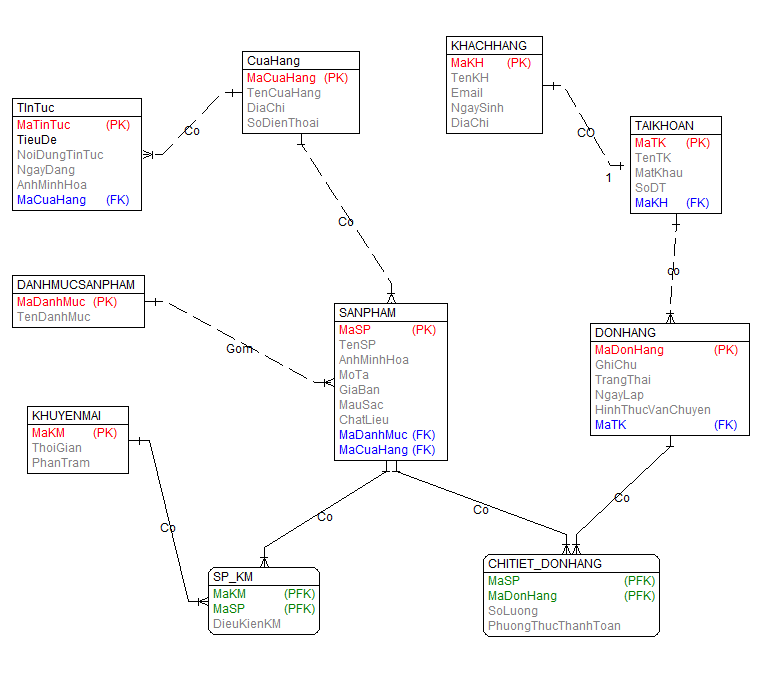 CuaHang
MaCuaHang (PK)
TenCuaHang
DiaChi
SoDienThoai
KHACHHANG
MaKH (PK)
TenKH
Email
NgaySinh
DiaChi
TInTuc
MaTinTuc (PK)
TieuDe
NoiDungTinTuc
NgayDang
AnhMinhHoa
MaCuaHang (FK)
Co
CO
1
TAIKHOAN
MaTK (PK)
TenTK
MatKhau
SoDT
MaKH (FK)
Co
co
DANHMUCSANPHAM
MaDanhMuc (PK)
TenDanhMuc
Gom
SANPHAM
MaSP (PK)
TenSP
AnhMinhHoa
MoTa
GiaBan
MauSac
ChatLieu
MaDanhMuc (FK)
MaCuaHang (FK)
DONHANG
MaDonHang (PK)
GhiChu
TrangThai
NgayLap
HinhThucVanChuyen
MaTK (FK)
KHUYENMAI
MaKM (PK)
ThoiGian
PhanTram
Co
Co
Co
Co
SP_KM
MaKM (PFK)
MaSP (PFK)
DieuKienKM
CHITIET_DONHANG
MaSP (PFK)
MaDonHang (PFK)
SoLuong
PhuongThucThanhToan